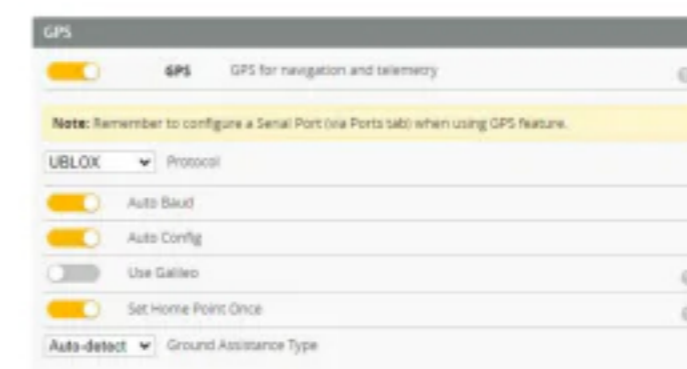 GPS
GPS GPS for navigation and telemetry
Note: Remember to configure a Serial Port (via Ports tab) when using GPS feature.
UBLOX Protocol
Auto Baud
Auto Config
Use Galileo
Set Home Point Once
Auto-detect Ground Assistance Type